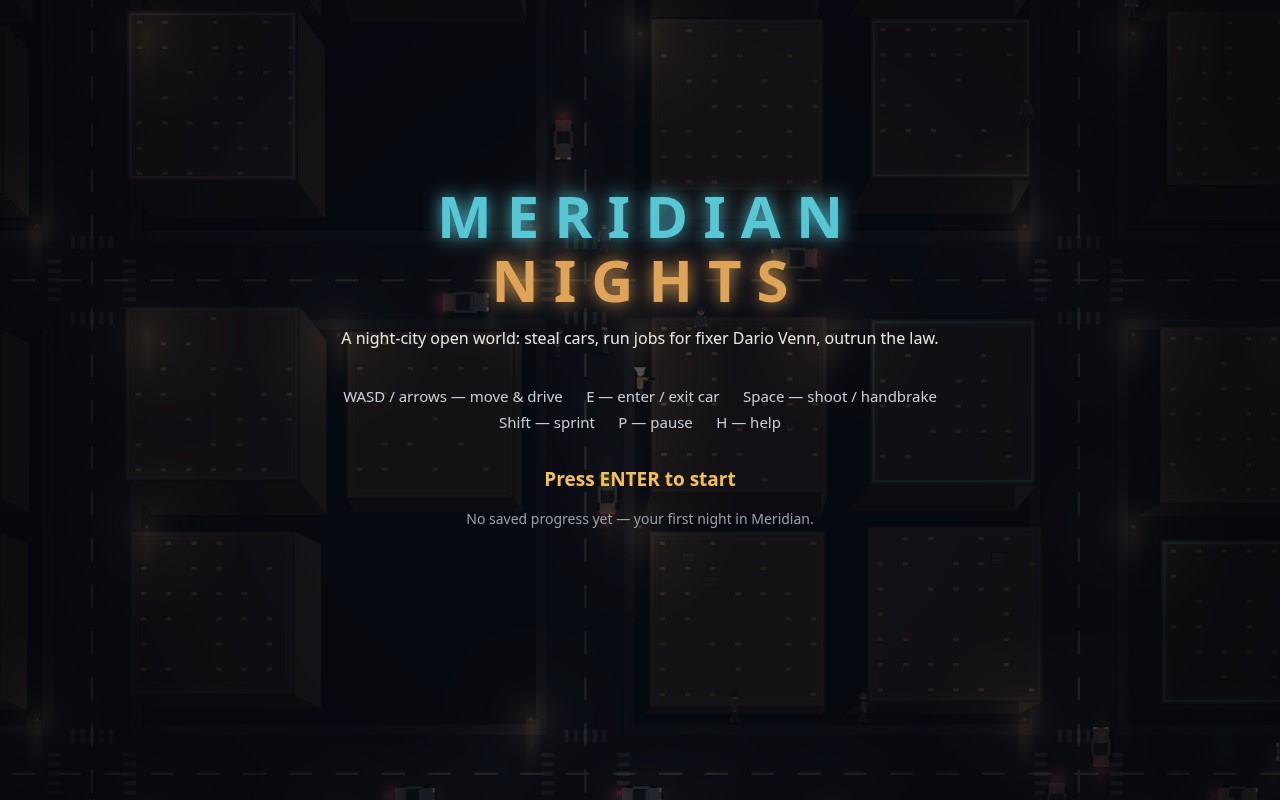 MERIDIAN
NIGHTS
A night-city open world: steal cars, run jobs for fixer Dario Venn, outrun the law.
WASD / arrows — move & drive E — enter / exit car Space — shoot / handbrake
Shift — sprint P — pause H — help
Press ENTER to start
No saved progress yet — your first night in Meridian.